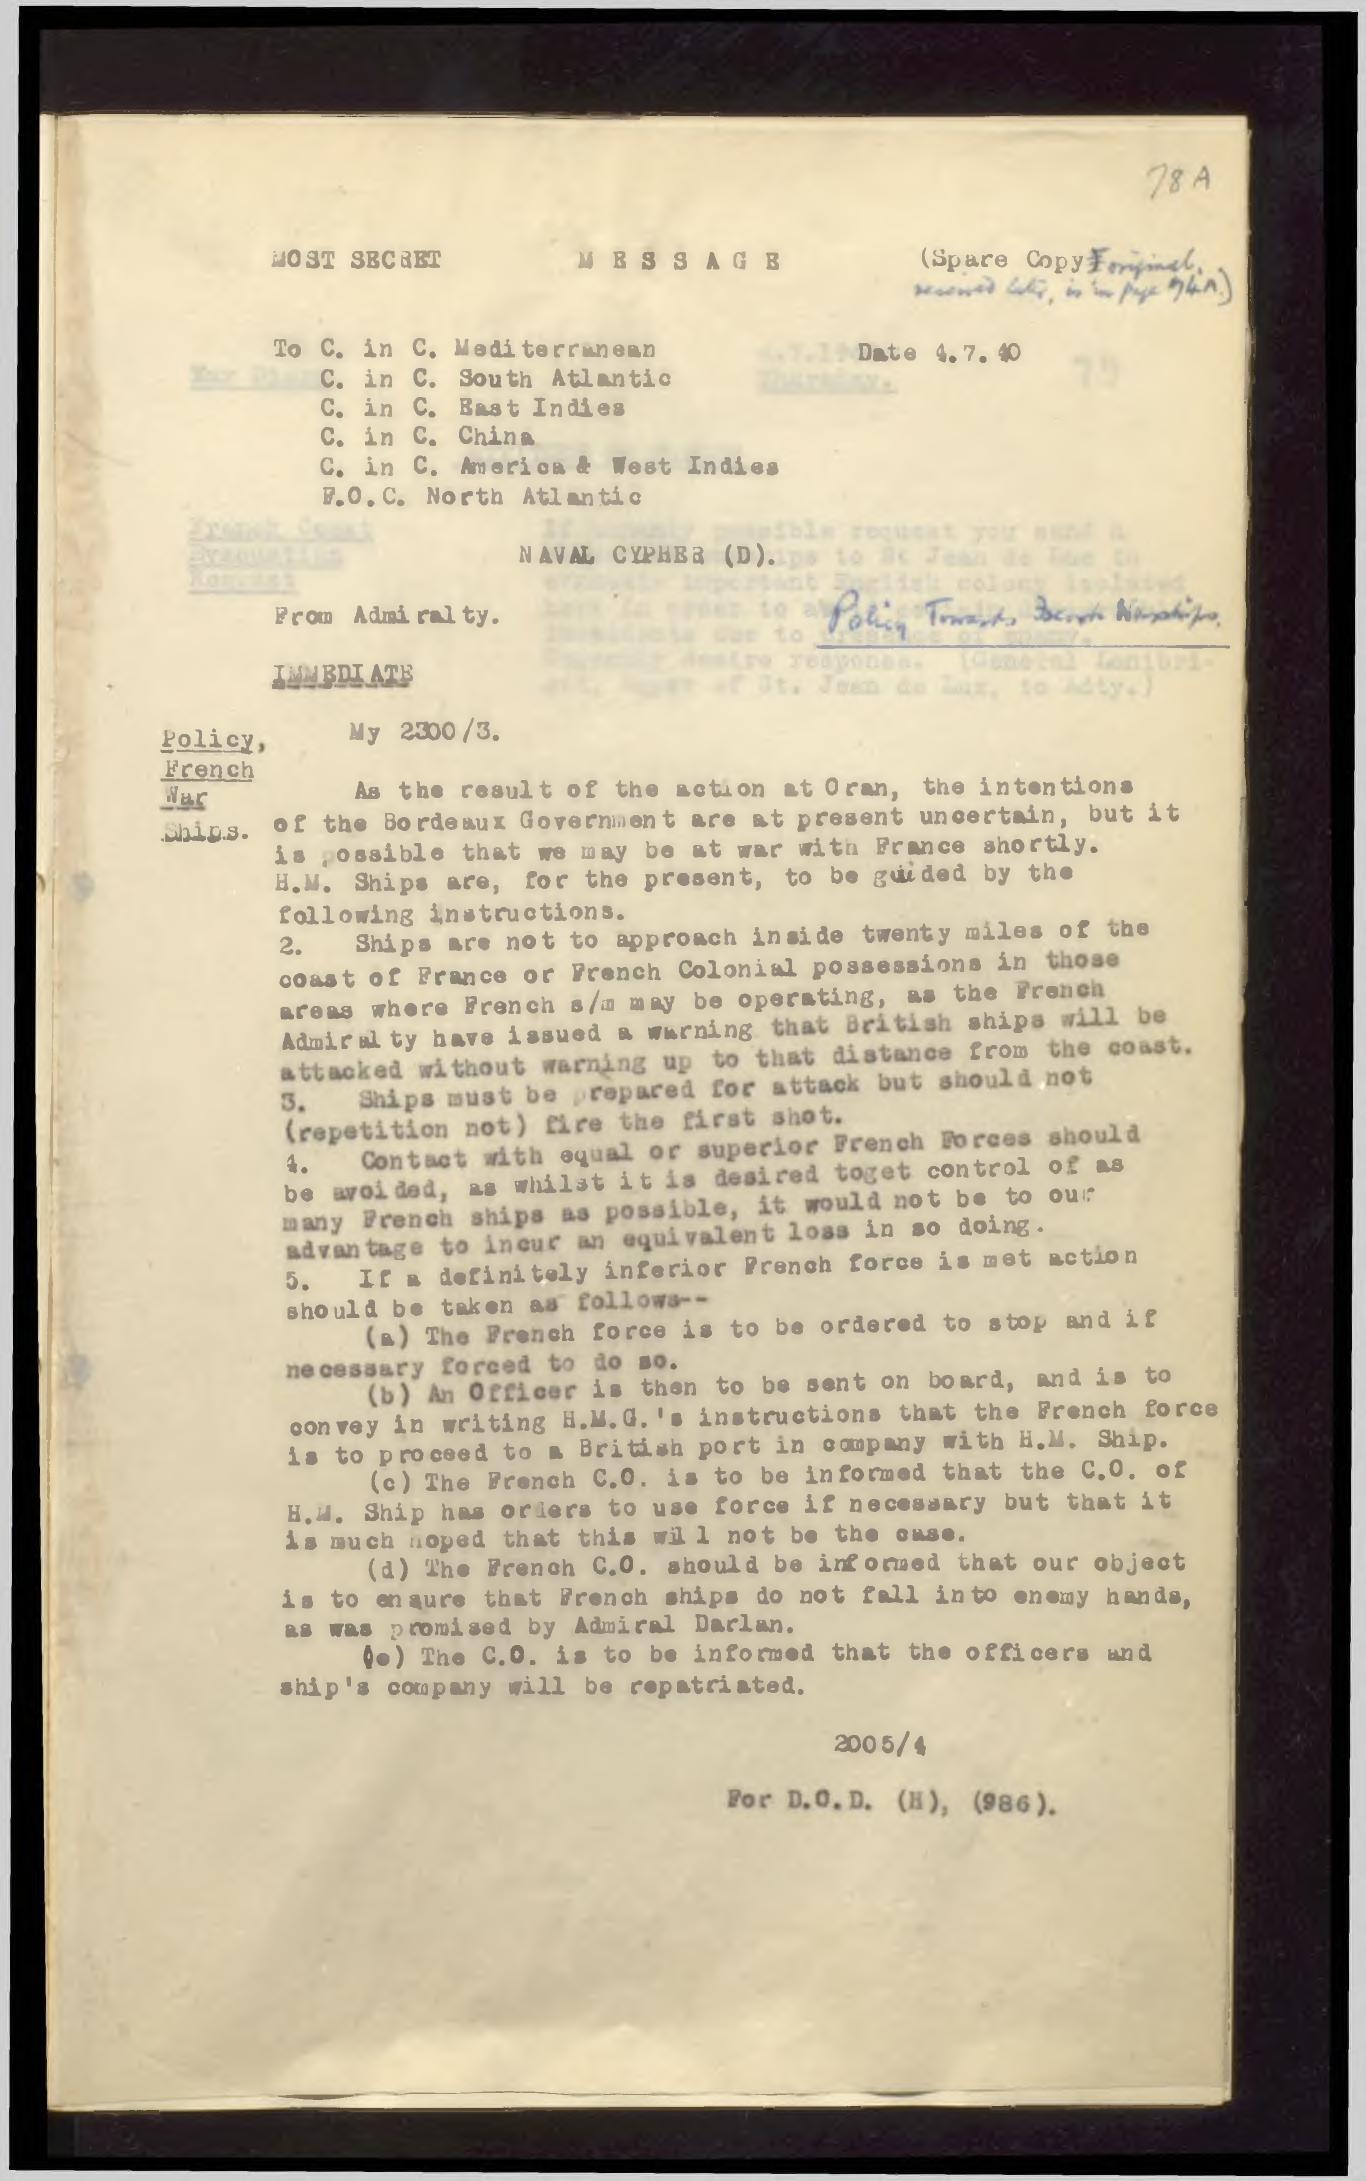 78 A
MOST SECRET M E S S A G E (Spare Copy, original,
received later, is in page 74A.)
To C. in C. Mediterranean Date 4.7.40
C. in C. South Atlantic
C. in C. East Indies
C. in C. China
C. in C. America & West Indies
F.O.C. North Atlantic
NAVAL CYPHER (D).
From Admiralty.
Policy Towards French Warships.
IMMEDIATE
My 2300/3.
Policy,
French
War
Ships.
As the result of the action at Oran, the intentions
of the Bordeaux Government are at present uncertain, but it
is possible that we may be at war with France shortly.
H.M. Ships are, for the present, to be guided by the
following instructions.
2. Ships are not to approach inside twenty miles of the
coast of France or French Colonial possessions in those
areas where French s/m may be operating, as the French
Admiralty have issued a warning that British ships will be
attacked without warning up to that distance from the coast.
3. Ships must be prepared for attack but should not
(repetition not) fire the first shot.
4. Contact with equal or superior French Forces should
be avoided, as whilst it is desired toget control of as
many French ships as possible, it would not be to our
advantage to incur an equivalent loss in so doing.
5. If a definitely inferior French force is met action
should be taken as follows--
(a) The French force is to be ordered to stop and if
necessary forced to do so.
(b) An Officer is then to be sent on board, and is to
convey in writing H.M.G.'s instructions that the French force
is to proceed to a British port in company with H.M. Ship.
(c) The French C.O. is to be informed that the C.O. of
H.M. Ship has orders to use force if necessary but that it
is much hoped that this will not be the case.
(d) The French C.O. should be informed that our object
is to ensure that French ships do not fall into enemy hands,
as was promised by Admiral Darlan.
(e) The C.O. is to be informed that the officers and
ship's company will be repatriated.
2005/4
For D.O.D. (H), (986).